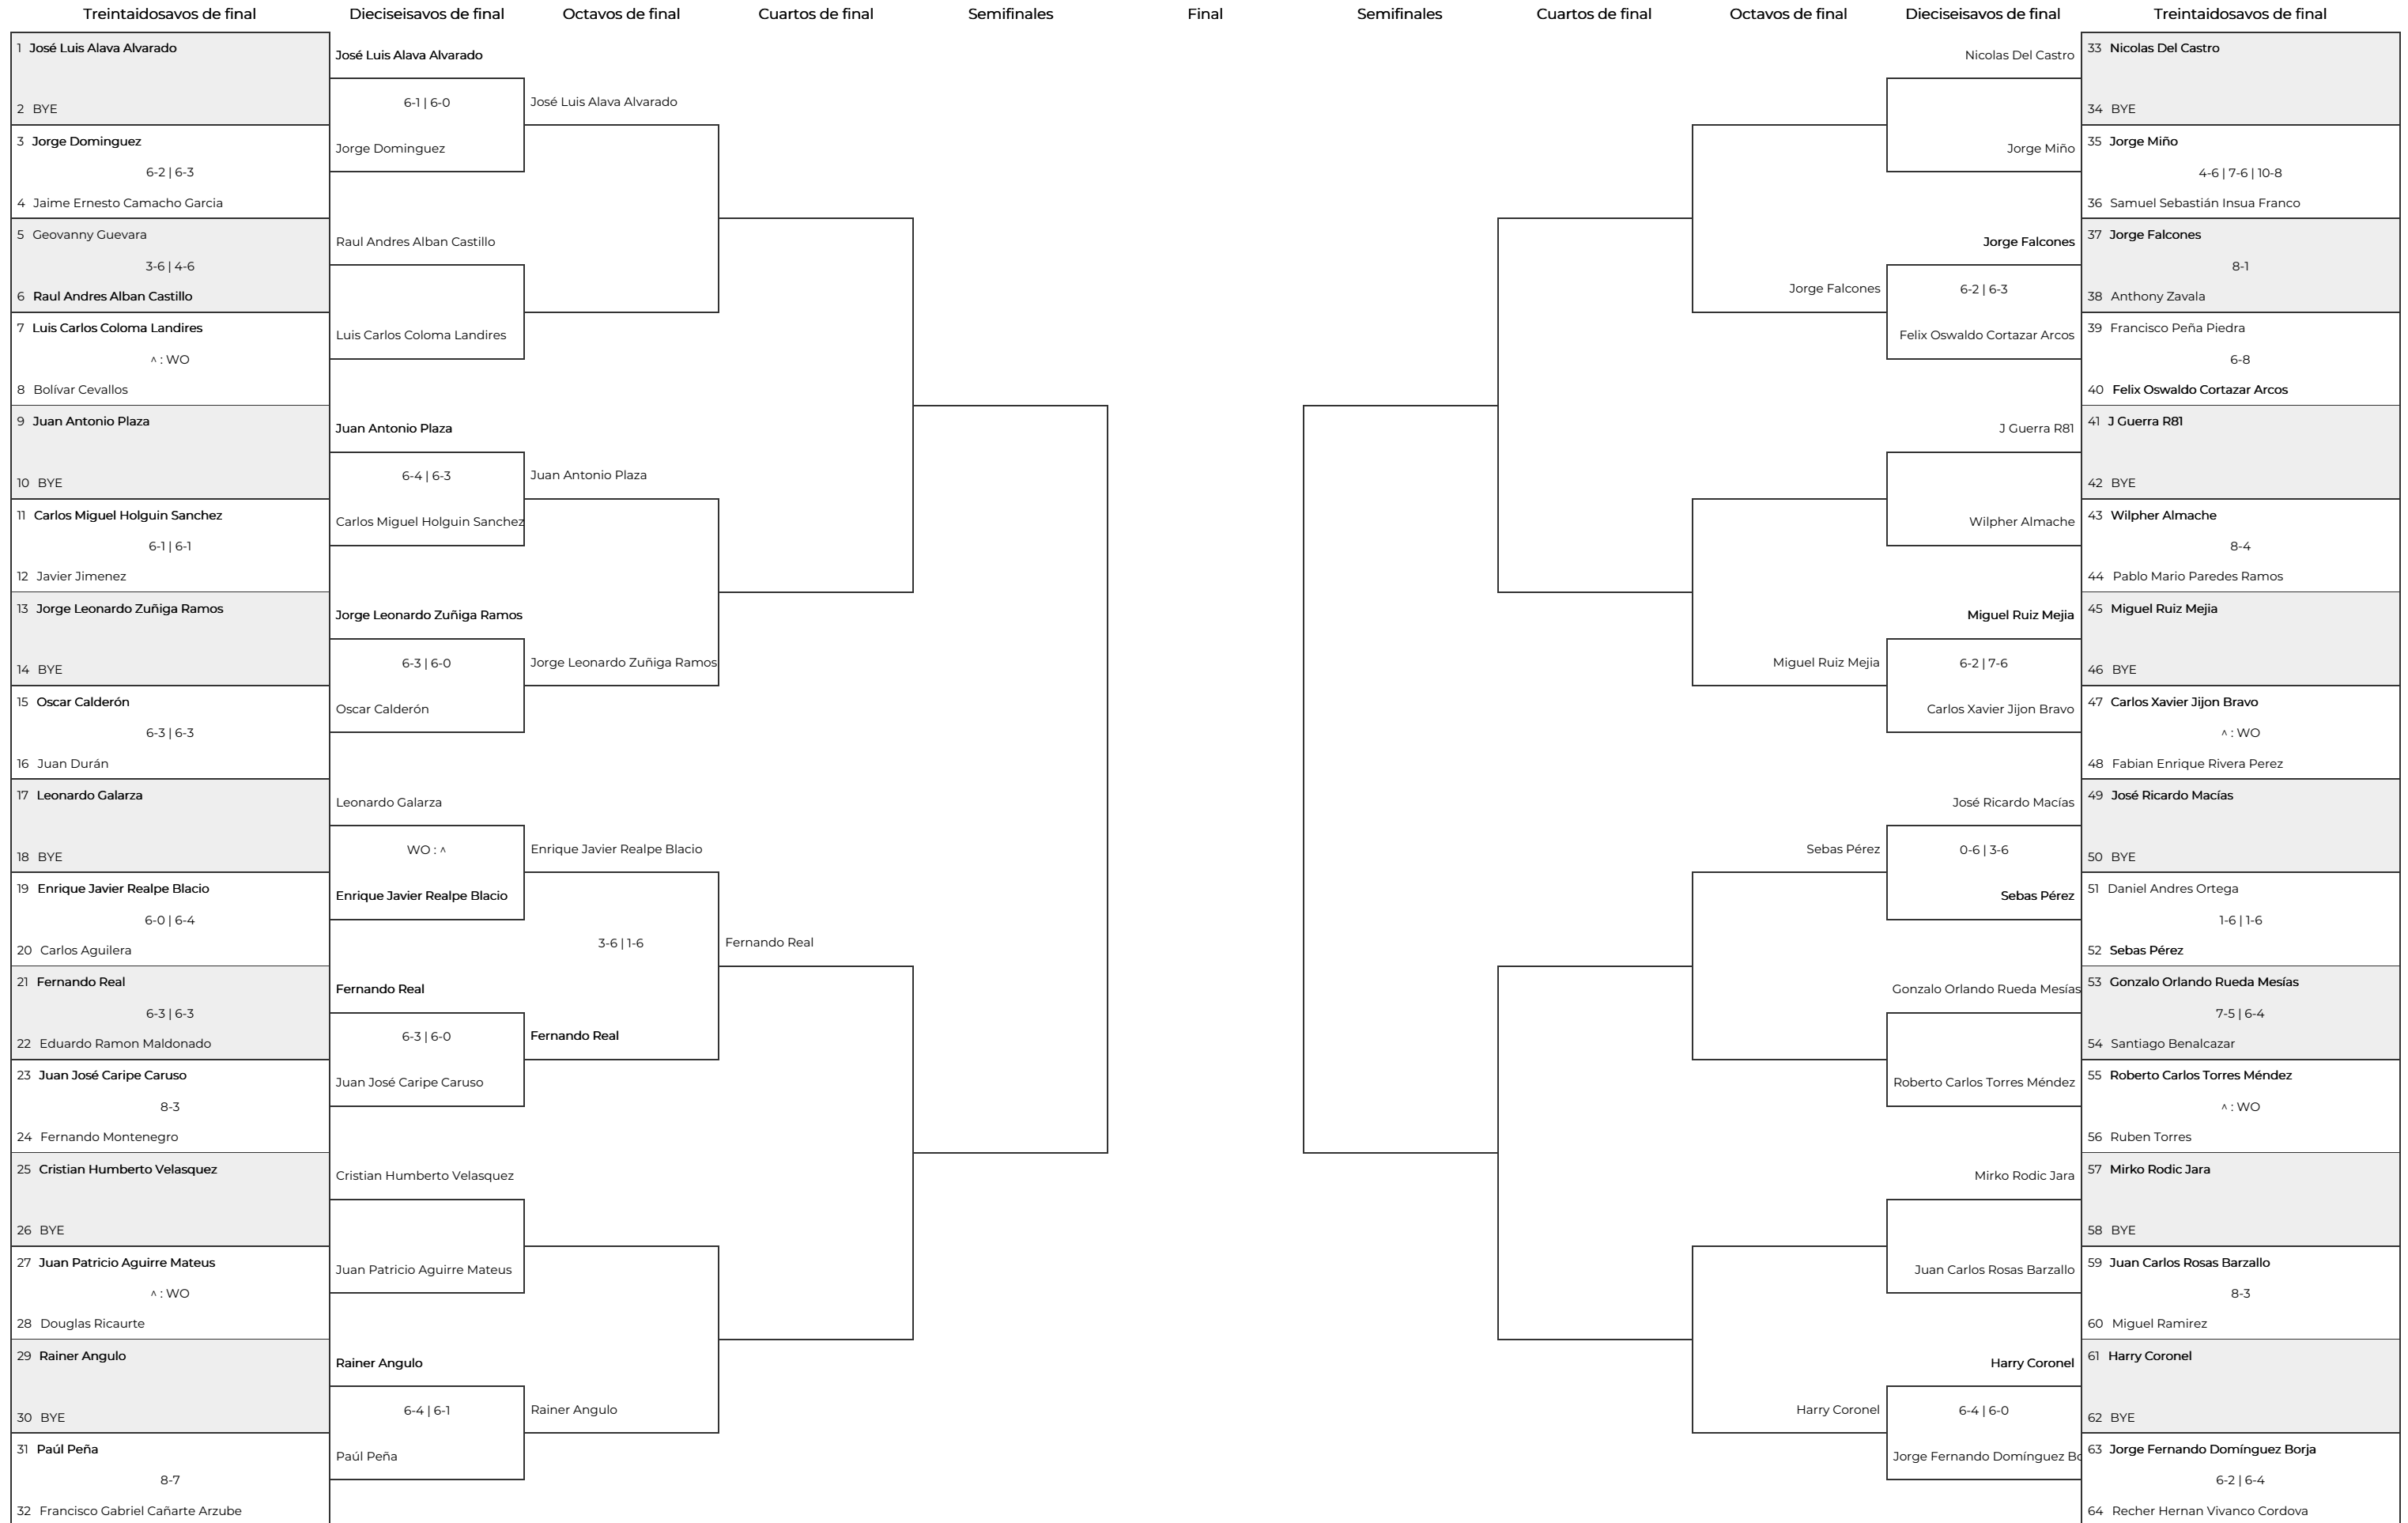 Treintaidosavos de final
Dieciseisavos de final
Octavos de final
Cuartos de final
Semifinales
Final
Semifinales
Cuartos de final
Octavos de final
Dieciseisavos de final
Treintaidosavos de final
1 José Luis Alava Alvarado
2 BYE
3 Jorge Dominguez
6-2 | 6-3
4 Jaime Ernesto Camacho Garcia
5 Geovanny Guevara
3-6 | 4-6
6 Raul Andres Alban Castillo
7 Luis Carlos Coloma Landires
^ : WO
8 Bolívar Cevallos
9 Juan Antonio Plaza
10 BYE
11 Carlos Miguel Holguin Sanchez
6-1 | 6-1
12 Javier Jimenez
13 Jorge Leonardo Zuñiga Ramos
14 BYE
15 Oscar Calderón
6-3 | 6-3
16 Juan Durán
17 Leonardo Galarza
18 BYE
19 Enrique Javier Realpe Blacio
6-0 | 6-4
20 Carlos Aguilera
21 Fernando Real
6-3 | 6-3
22 Eduardo Ramon Maldonado
23 Juan José Caripe Caruso
8-3
24 Fernando Montenegro
25 Cristian Humberto Velasquez
26 BYE
27 Juan Patricio Aguirre Mateus
^ : WO
28 Douglas Ricaurte
29 Rainer Angulo
30 BYE
31 Paúl Peña
8-7
32 Francisco Gabriel Cañarte Arzube
José Luis Alava Alvarado
6-1 | 6-0
Jorge Dominguez
Raul Andres Alban Castillo
Luis Carlos Coloma Landires
Juan Antonio Plaza
6-4 | 6-3
Carlos Miguel Holguin Sanchez
Jorge Leonardo Zuñiga Ramos
6-3 | 6-0
Oscar Calderón
Leonardo Galarza
WO : ^
Enrique Javier Realpe Blacio
Fernando Real
6-3 | 6-0
Juan José Caripe Caruso
Cristian Humberto Velasquez
Juan Patricio Aguirre Mateus
Rainer Angulo
6-4 | 6-1
Paúl Peña
José Luis Alava Alvarado
Juan Antonio Plaza
Jorge Leonardo Zuñiga Ramos
Enrique Javier Realpe Blacio
3-6 | 1-6
Fernando Real
Rainer Angulo
Fernando Real
Jorge Falcones
Miguel Ruiz Mejia
Sebas Pérez
Harry Coronel
Nicolas Del Castro
Jorge Miño
Jorge Falcones
6-2 | 6-3
Felix Oswaldo Cortazar Arcos
J Guerra R81
Wilpher Almache
Miguel Ruiz Mejia
6-2 | 7-6
Carlos Xavier Jijon Bravo
José Ricardo Macías
0-6 | 3-6
Sebas Pérez
Gonzalo Orlando Rueda Mesías
Roberto Carlos Torres Méndez
Mirko Rodic Jara
Juan Carlos Rosas Barzallo
Harry Coronel
6-4 | 6-0
Jorge Fernando Domínguez Bo
33 Nicolas Del Castro
34 BYE
35 Jorge Miño
4-6 | 7-6 | 10-8
36 Samuel Sebastián Insua Franco
37 Jorge Falcones
8-1
38 Anthony Zavala
39 Francisco Peña Piedra
6-8
40 Felix Oswaldo Cortazar Arcos
41 J Guerra R81
42 BYE
43 Wilpher Almache
8-4
44 Pablo Mario Paredes Ramos
45 Miguel Ruiz Mejia
46 BYE
47 Carlos Xavier Jijon Bravo
^ : WO
48 Fabian Enrique Rivera Perez
49 José Ricardo Macías
50 BYE
51 Daniel Andres Ortega
1-6 | 1-6
52 Sebas Pérez
53 Gonzalo Orlando Rueda Mesías
7-5 | 6-4
54 Santiago Benalcazar
55 Roberto Carlos Torres Méndez
^ : WO
56 Ruben Torres
57 Mirko Rodic Jara
58 BYE
59 Juan Carlos Rosas Barzallo
8-3
60 Miguel Ramirez
61 Harry Coronel
62 BYE
63 Jorge Fernando Domínguez Borja
6-2 | 6-4
64 Recher Hernan Vivanco Cordova